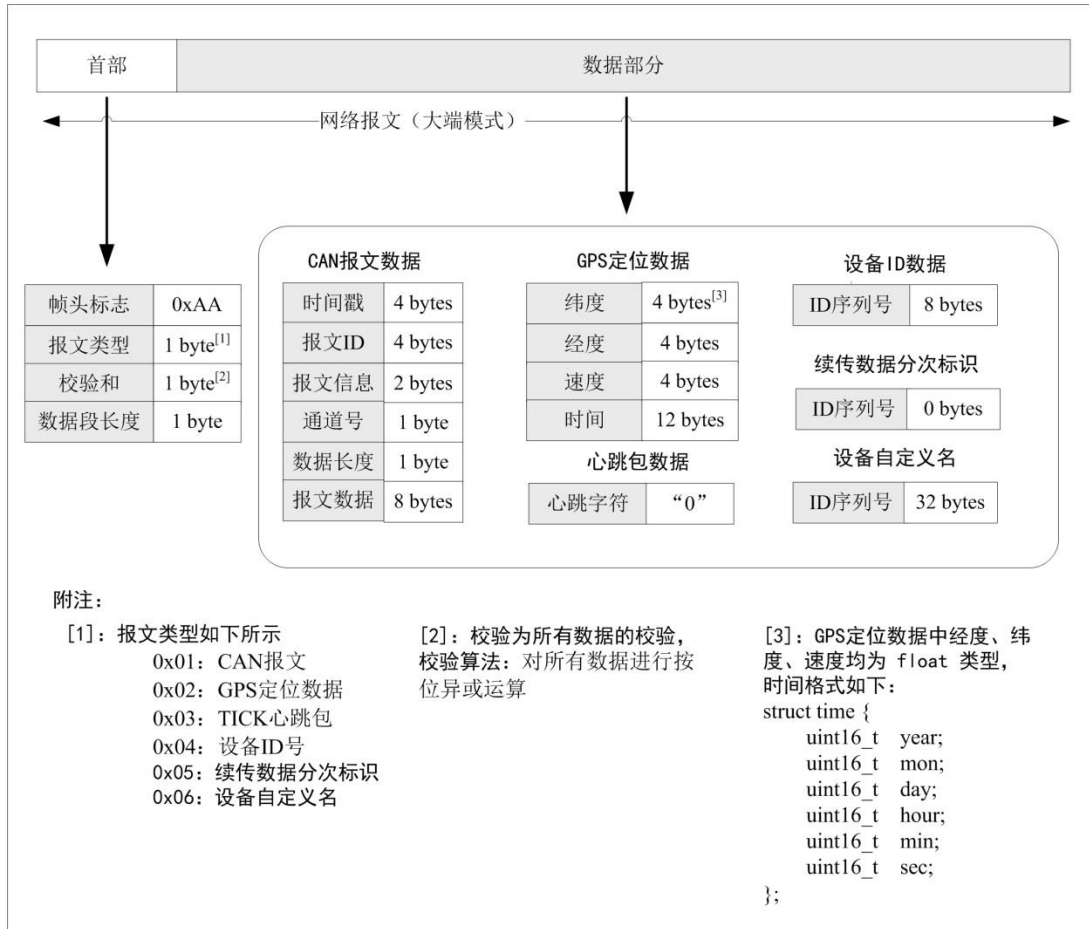 首部 数据部分
网络报文（大端模式）
帧头标志 0xAA
报文类型 1 byte[1]
校验和 1 byte[2]
数据段长度 1 byte
CAN报文数据
时间戳 4 bytes
报文ID 4 bytes
报文信息 2 bytes
通道号 1 byte
数据长度 1 byte
报文数据 8 bytes
GPS定位数据
纬度 4 bytes[3]
经度 4 bytes
速度 4 bytes
时间 12 bytes
心跳包数据
心跳字符 “0”
设备ID数据
ID序列号 8 bytes
续传数据分次标识
ID序列号 0 bytes
设备自定义名
ID序列号 32 bytes
附注：
[1]：报文类型如下所示
0x01：CAN报文
0x02：GPS定位数据
0x03：TICK心跳包
0x04：设备ID号
0x05：续传数据分次标识
0x06：设备自定义名
[2]：校验为所有数据的校验，
校验算法：对所有数据进行按
位异或运算
[3]：GPS定位数据中经度、纬
度、速度均为 float 类型，
时间格式如下：
struct time {
uint16_t year;
uint16_t mon;
uint16_t day;
uint16_t hour;
uint16_t min;
uint16_t sec;
};